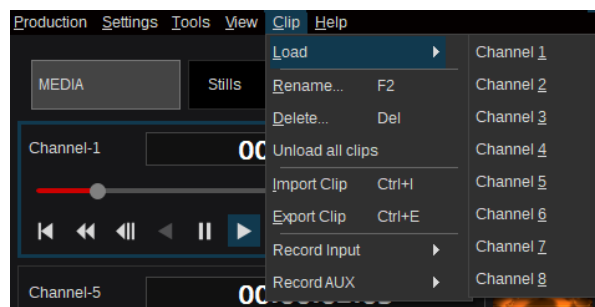 Production Settings Tools View Clip Help
Load
Rename... F2
Delete... Del
Unload all clips
Import Clip Ctrl+I
Export Clip Ctrl+E
Record Input
Record AUX
Channel 1
Channel 2
Channel 3
Channel 4
Channel 5
Channel 6
Channel 7
Channel 8
MEDIA
Stills
Channel-1
00
Channel-5